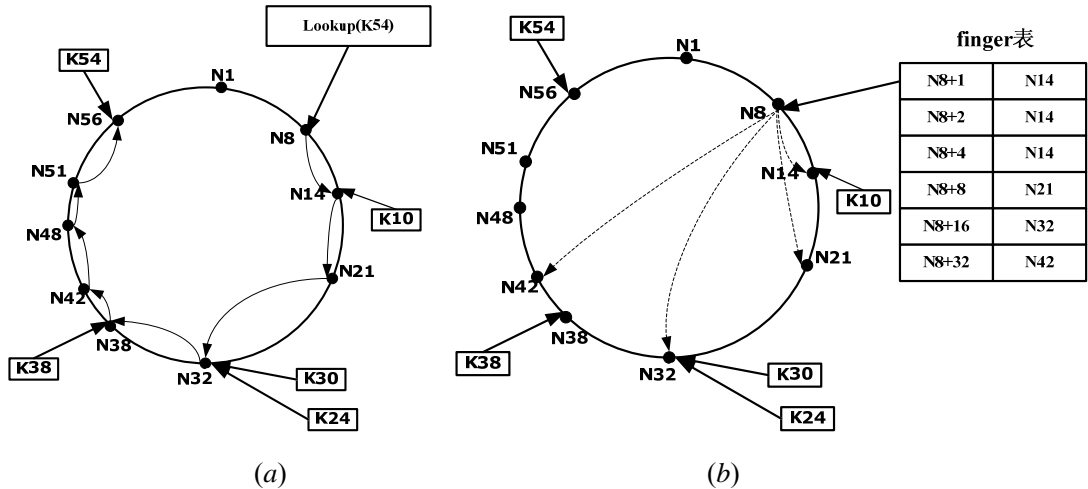 Lookup(K54)
K54
N1
N56
N8
N51
N14
K10
N48
N21
N42
N38
K38
N32
K30
K24
(a)
K54
N1
N56
N8
N51
N14
K10
N48
N21
N42
N38
K38
N32
K30
K24
(b)
finger表
N8+1 N14
N8+2 N14
N8+4 N14
N8+8 N21
N8+16 N32
N8+32 N42